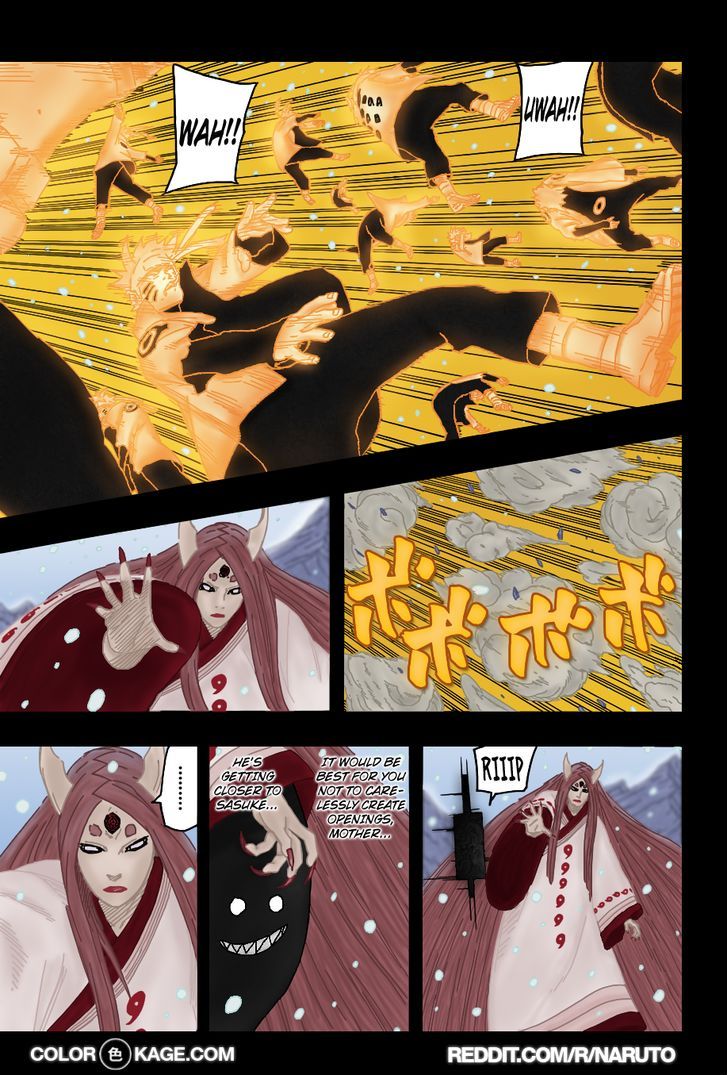 UWAH!!
WAH!!
ボボボボ
RIIIP
IT WOULD BE
BEST FOR YOU
NOT TO CARE-
LESSLY CREATE
OPENINGS,
MOTHER...
HE'S
GETTING
CLOSER TO
SASUKE...
........
COLOR 色 KAGE.COM
REDDIT.COM/R/NARUTO